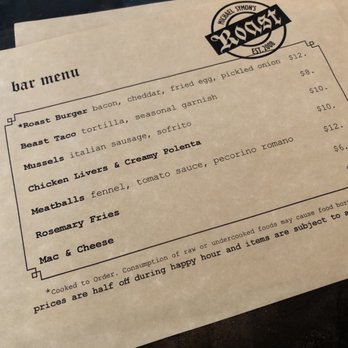 MICHAEL SYMON'S
Roast
EST. 2008
bar menu
*Roast Burger bacon, cheddar, fried egg, pickled onion $12.
Beast Taco tortilla, seasonal garnish $8.
Mussels italian sausage, sofrito $10.
Chicken Livers & Creamy Polenta $10.
Meatballs fennel, tomato sauce, pecorino romano $12.
Rosemary Fries $6.
Mac & Cheese
*Cooked to Order. Consumption of raw or undercooked foods may cause food bor
prices are half off during happy hour and items are subject to a